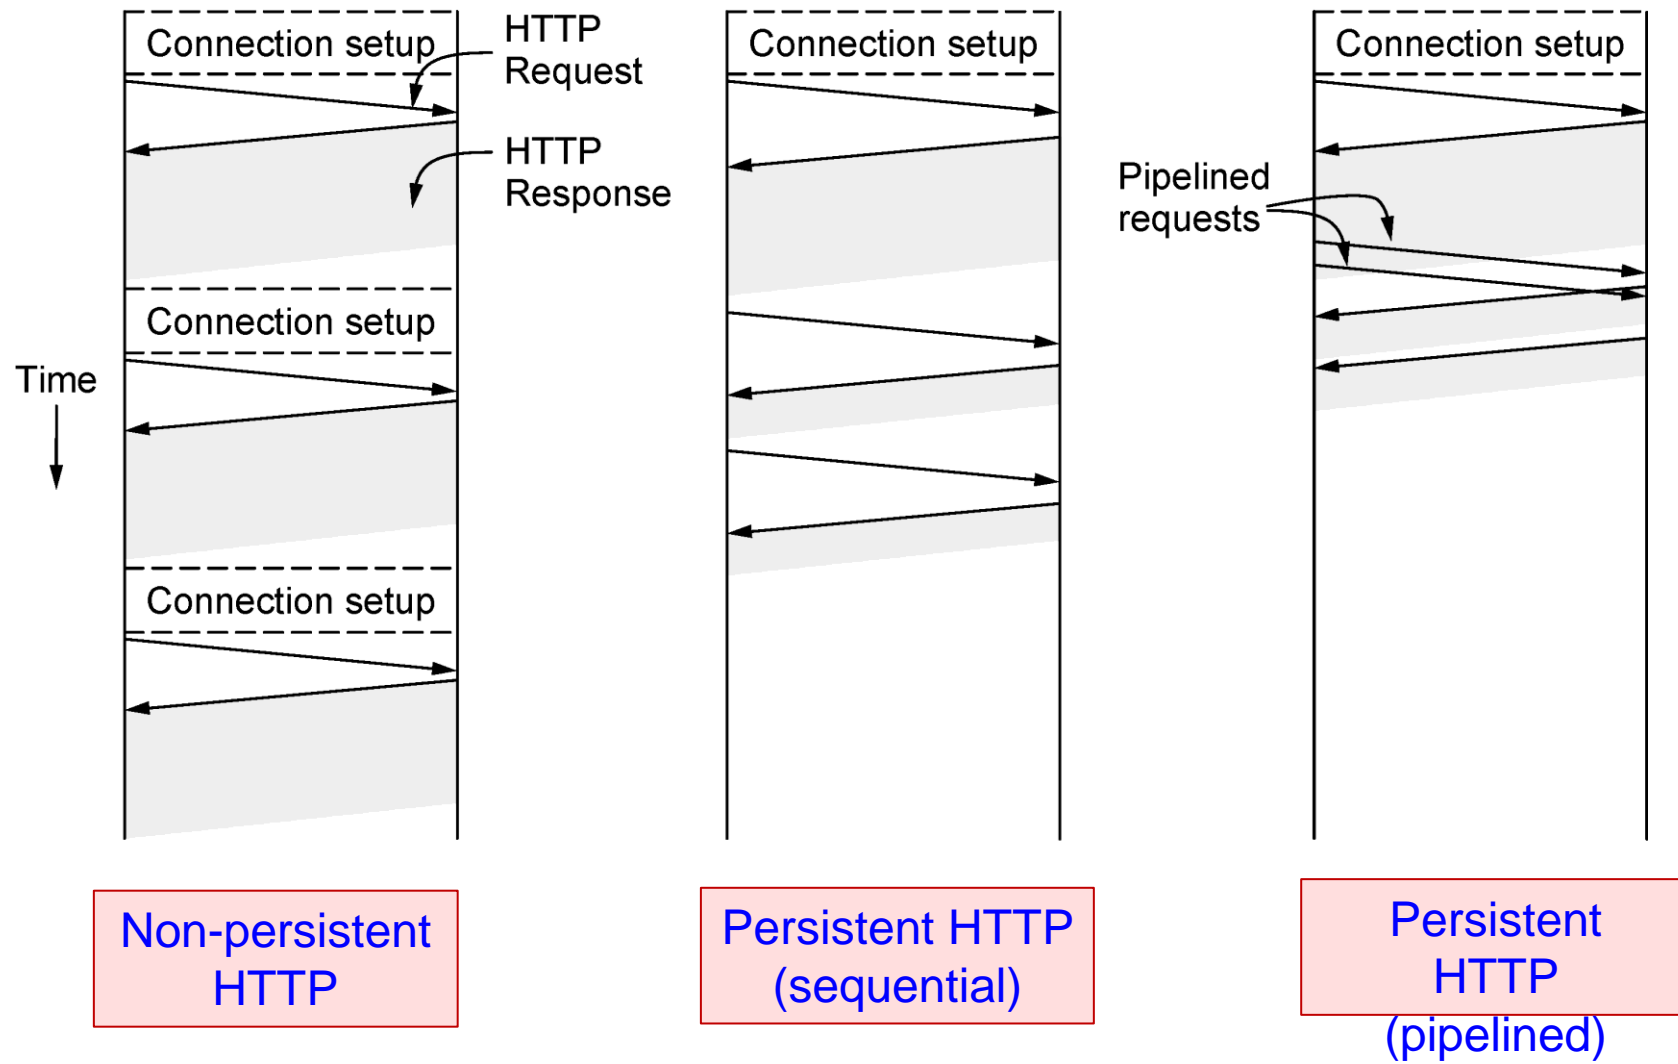 Connection setup
HTTP
Request
HTTP
Response
Connection setup
Time
Connection setup
Non-persistent
HTTP
Connection setup
Persistent HTTP
(sequential)
Connection setup
Pipelined
requests
Persistent
HTTP
(pipelined)